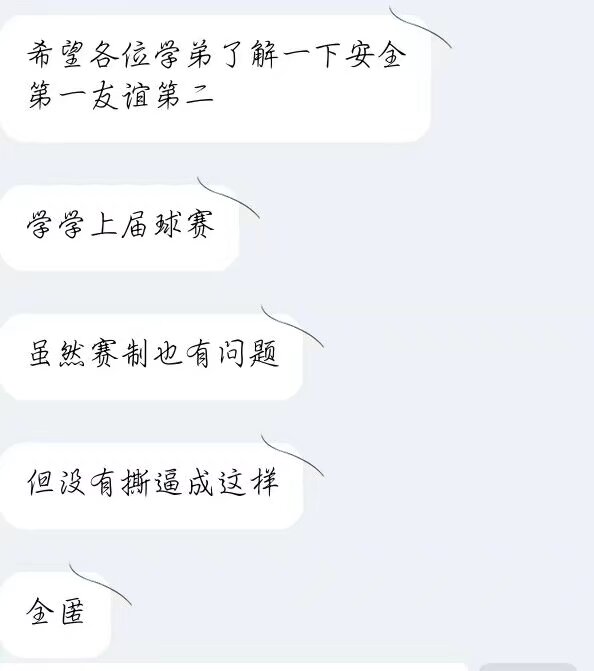 希望各位学弟了解一下安全
第一友谊第二
学学上届球赛
虽然赛制也有问题
但没有撕逼成这样
全匿